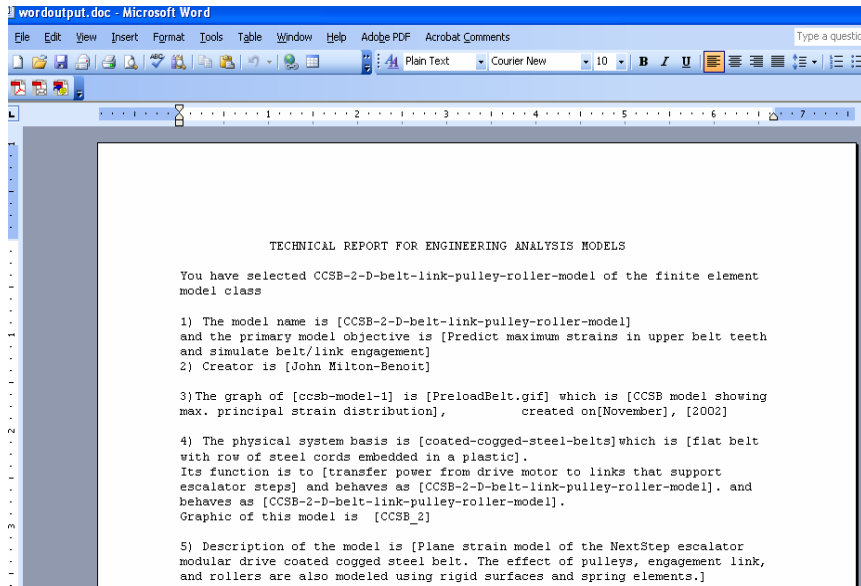 wordoutput.doc - Microsoft Word
File Edit View Insert Format Tools Table Window Help Adobe PDF Acrobat Comments Type a questio
Plain Text Courier New 10 B I U
1 2 3 4 5 6 7
TECHNICAL REPORT FOR ENGINEERING ANALYSIS MODELS
You have selected CCSB-2-D-belt-link-pulley-roller-model of the finite element
model class
1) The model name is [CCSB-2-D-belt-link-pulley-roller-model]
and the primary model objective is [Predict maximum strains in upper belt teeth
and simulate belt/link engagement]
2) Creator is [John Milton-Benoit]
3)The graph of [ccsb-model-1] is [PreloadBelt.gif] which is [CCSB model showing
max. principal strain distribution], created on[November], [2002]
4) The physical system basis is [coated-cogged-steel-belts]which is [flat belt
with row of steel cords embedded in a plastic].
Its function is to [transfer power from drive motor to links that support
escalator steps] and behaves as [CCSB-2-D-belt-link-pulley-roller-model]. and
behaves as [CCSB-2-D-belt-link-pulley-roller-model].
Graphic of this model is [CCSB_2]
5) Description of the model is [Plane strain model of the NextStep escalator
modular drive coated cogged steel belt. The effect of pulleys, engagement link,
and rollers are also modeled using rigid surfaces and spring elements.]